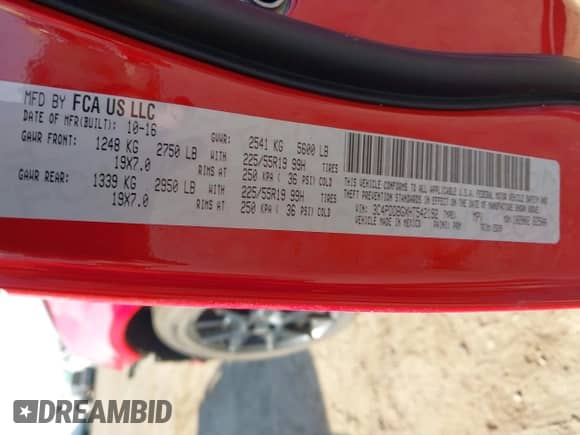 MFD BY FCA US LLC
DATE OF MFR(BUILT): 10-16
GVWR: 2541 KG 5600 LB
GAWR FRONT: 1248 KG 2750 LB WITH 225/55R19 99H TIRES
19X7.0 RIMS AT 250 KPA ( 36 PSI COLD)
GAWR REAR: 1339 KG 2950 LB WITH 225/55R19 99H TIRES
19X7.0 RIMS AT 250 KPA ( 36 PSI COLD)
THIS VEHICLE CONFORMS TO ALL
APPLICABLE U.S.A. FEDERAL MOTOR VEHICLE SAFETY AND
THEFT PREVENTION STANDARDS IN EFFECT
ON THE DATE OF MANUFACTURE SHOWN ABOVE.
TYPE: MPV
VEHICLE MADE IN MEXICO
DREAMBID